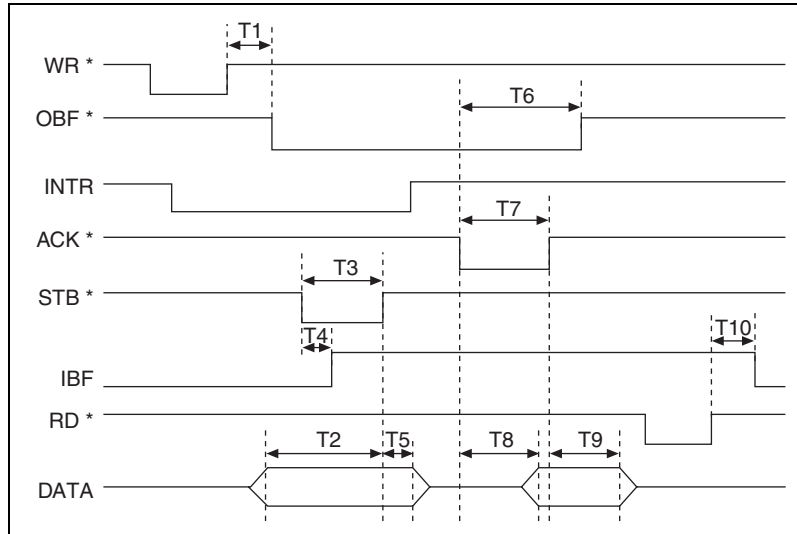 T1
WR *
T6
OBF *
INTR
T7
ACK *
T3
STB *
T4
T10
IBF
RD *
T2 T5 T8 T9
DATA